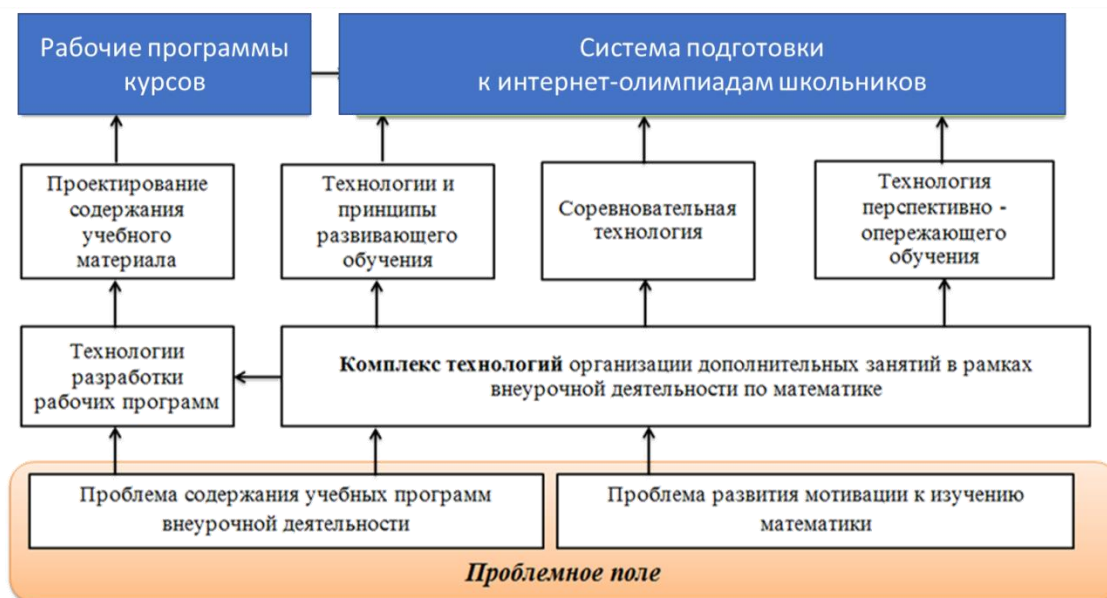 Рабочие программы
курсов
Система подготовки
к интернет-олимпиадам школьников
Проектирование
содержания
учебного
материала
Технологии и
принципы
развивающего
обучения
Соревновательная
технология
Технология
перспективно -
опережающего
обучения
Технологии
разработки
рабочих программ
Комплекс технологий организации дополнительных занятий в рамках
внеурочной деятельности по математике
Проблема содержания учебных программ
внеурочной деятельности
Проблема развития мотивации к изучению
математики
Проблемное поле